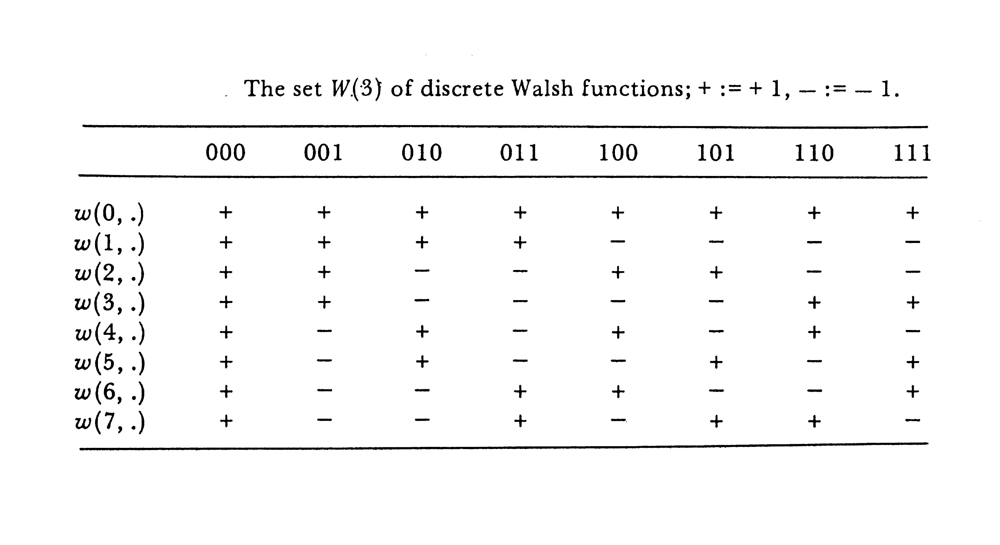 The set W(3) of discrete Walsh functions; + := + 1, — := — 1.
000 001 010 011 100 101 110 111
w(0, .) + + + + + + + +
w(1, .) + + + + — — — —
w(2, .) + + — — + + — —
w(3, .) + + — — — — + +
w(4, .) + — + — + — + —
w(5, .) + — + — — + — +
w(6, .) + — — + + — — +
w(7, .) + — — + — + + —